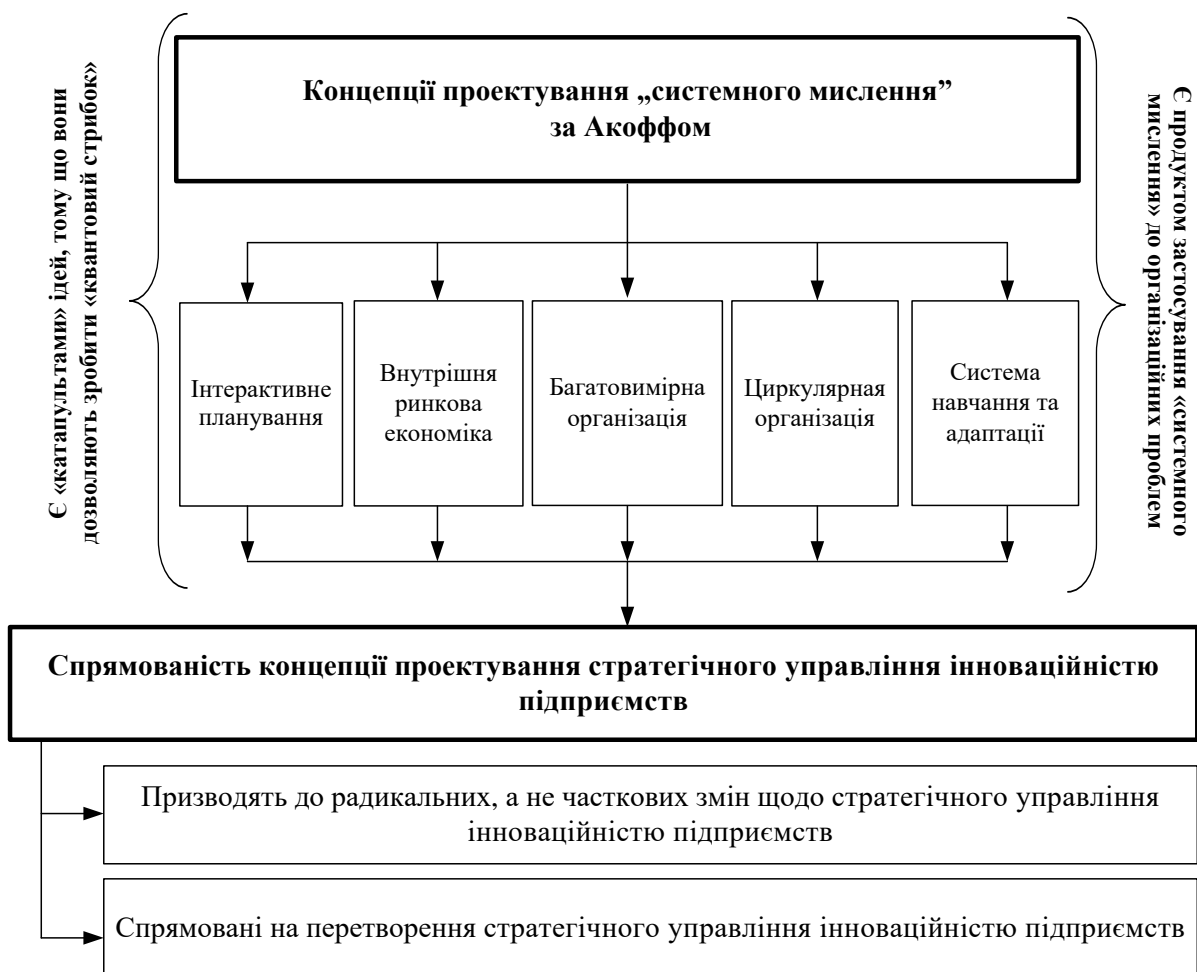 Є «катапультами» ідей, тому що вони
дозволяють зробити «квантовий стрибок»
Концепції проектування „системного мислення”
за Акоффом
Є продуктом застосування «системного
мислення» до організаційних проблем
Інтерактивне
планування
Внутрішня
ринкова
економіка
Багатовимірна
організація
Циркулярная
організація
Система
навчання та
адаптації
Спрямованість концепції проектування стратегічного управління інноваційністю
підприємств
Призводять до радикальних, а не часткових змін щодо стратегічного управління
інноваційністю підприємств
Спрямовані на перетворення стратегічного управління інноваційністю підприємств